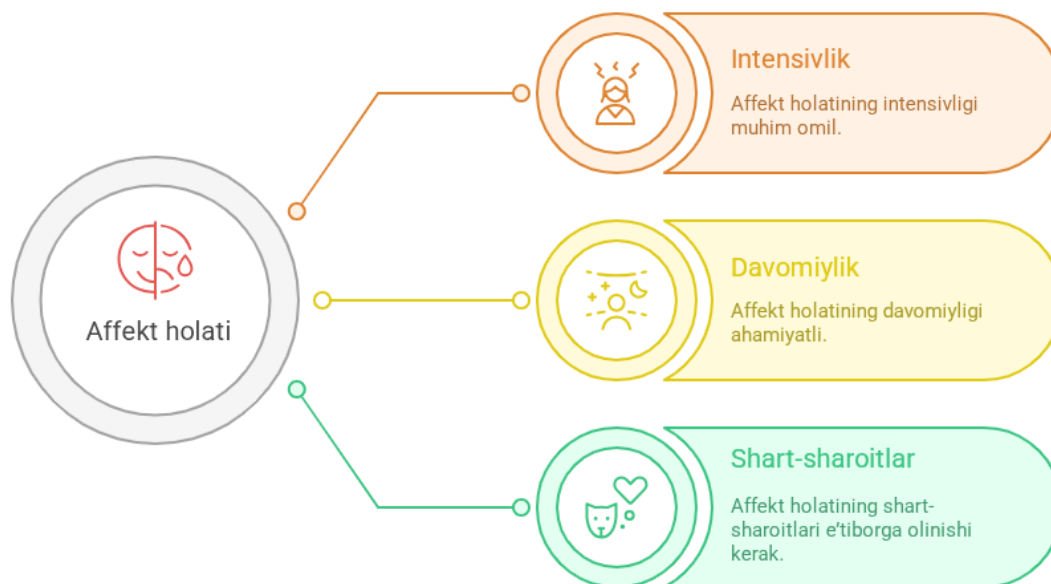 Affekt holati
Intensivlik
Affekt holatining intensivligi
muhim omil.
Davomiylik
Affekt holatining davomiyligi
ahamiyatli.
Shart-sharoitlar
Affekt holatining shart-
sharoitlari e'tiborga olinishi
kerak.